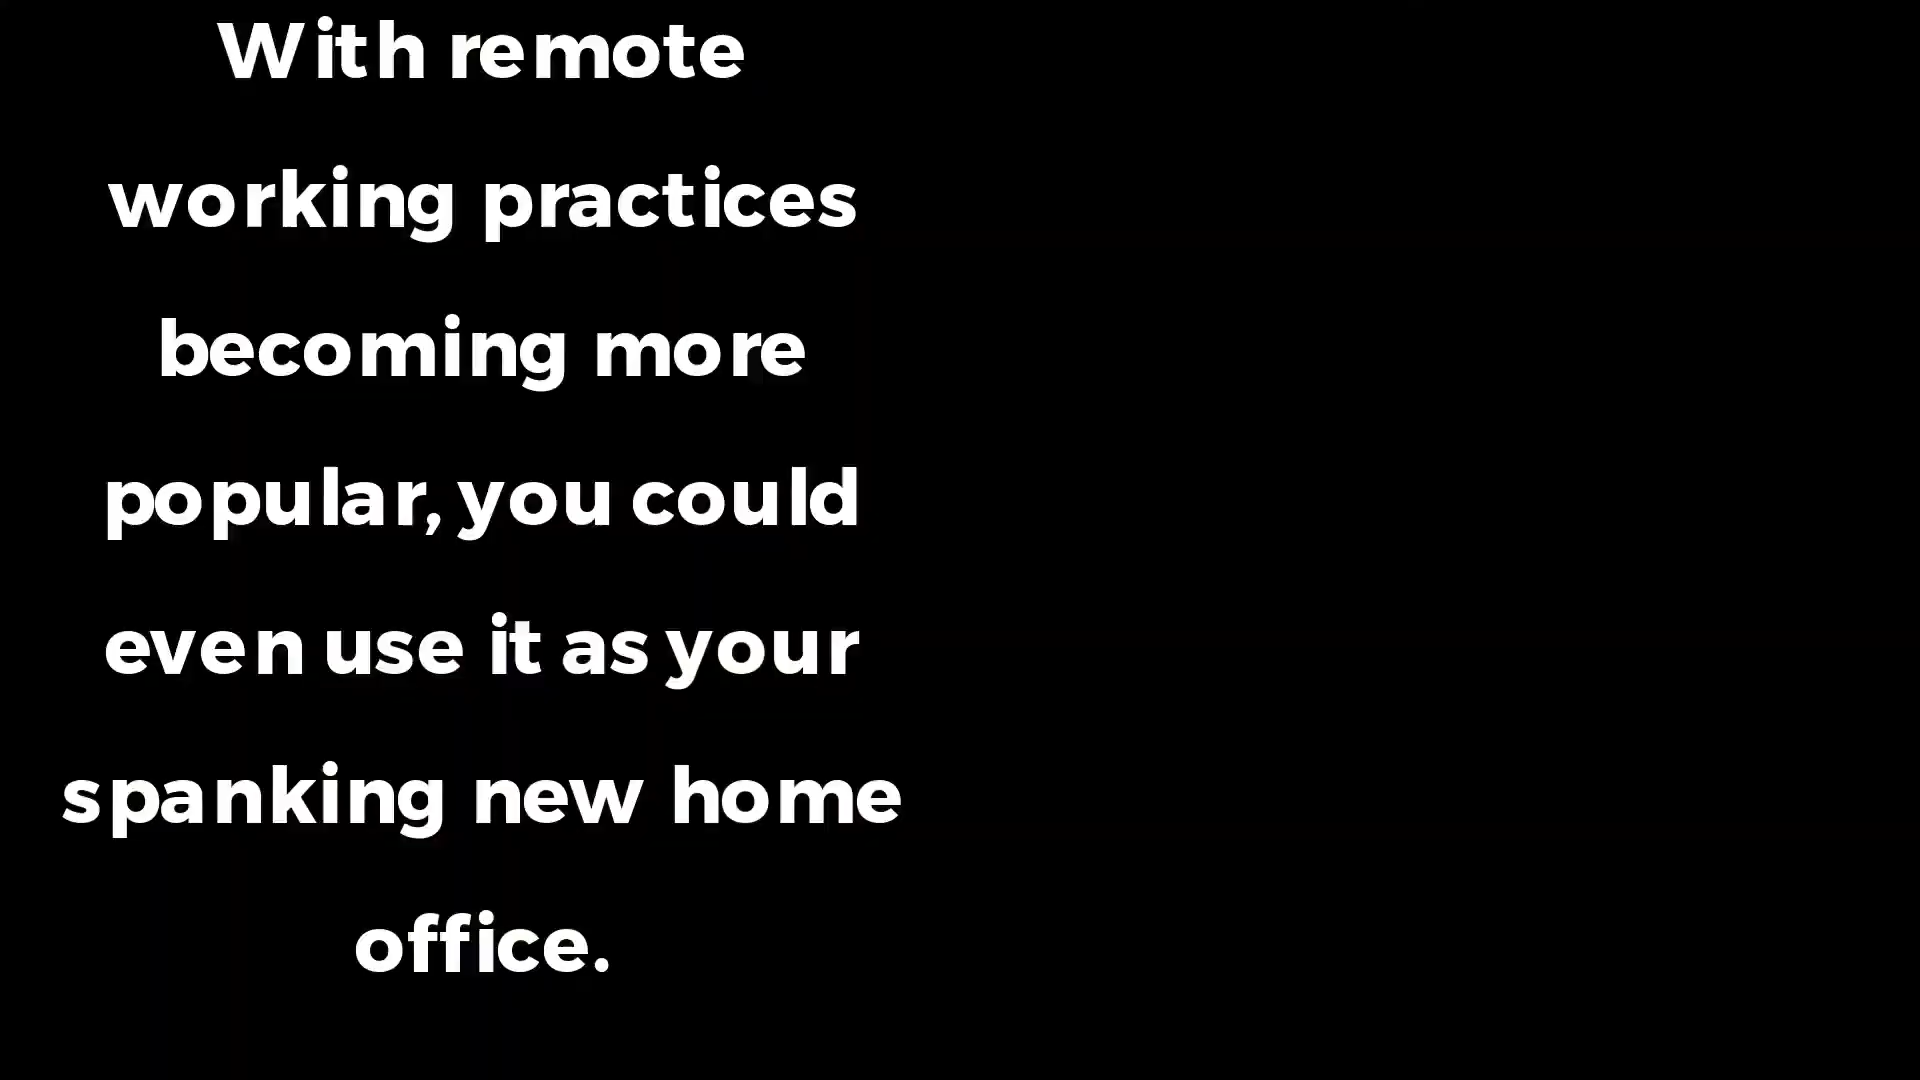 With remote
working practices
becoming more
popular, you could
even use it as your
spanking new home
office.